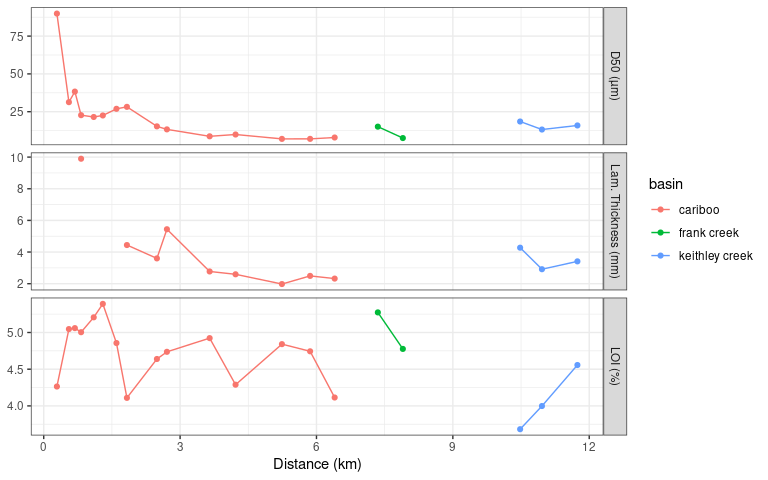 75
50
25
D50 (µm)
10
8
6
4
2
Lam. Thickness (mm)
5.0
4.5
4.0
LOI (%)
0
3
6
9
12
Distance (km)
basin
cariboo
frank creek
keithley creek